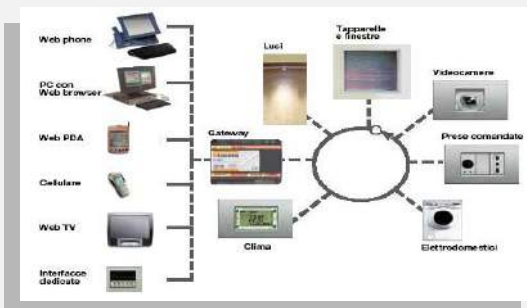 Web phone
PC con
Web browser
Web PDA
Cellulare
Web TV
Interfacce
dedicate
Gateway
Luci
Tapparelle
e finestre
Videocamere
Prese comandate
Elettrodomestici
Clima